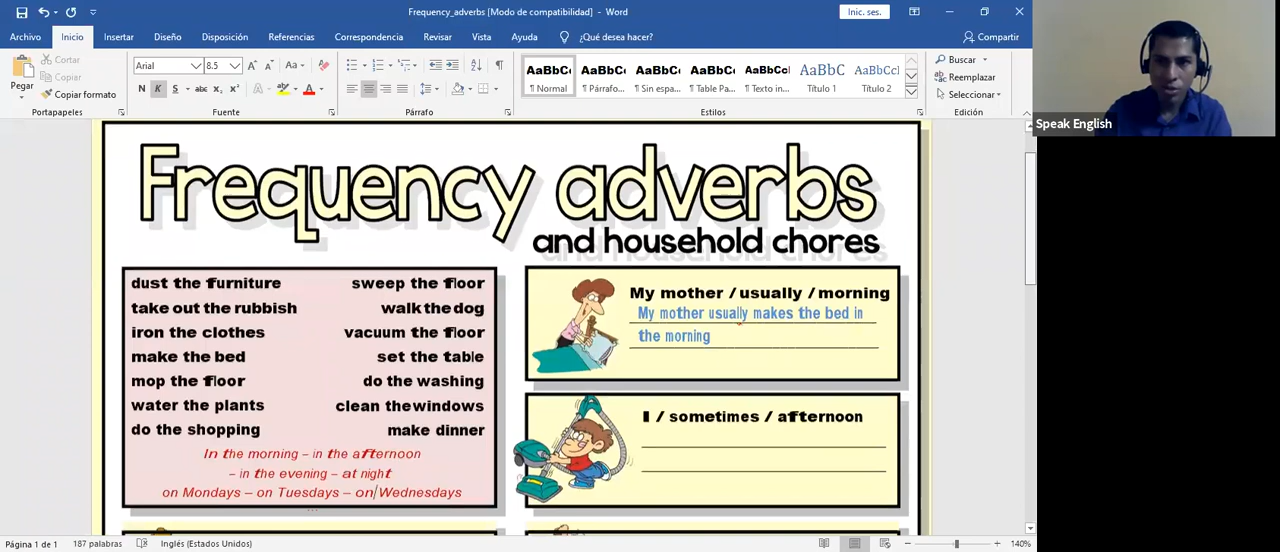 Frequency_adverbs [Modo de compatibilidad] - Word
Inic. ses.
Archivo Inicio Insertar Diseño Disposición Referencias Correspondencia Revisar Vista Ayuda ¿Qué desea hacer? Compartir
Pegar
Cortar
Copiar
Copiar formato
Portapapeles
Arial 8.5
N K S abc x₂ x²
Fuente
Párrafo
AaBbCc AaBbCc AaBbCc AaBbCc AaBbCcI AaBbC AaBbCcI
¶ Normal ¶ Párrafo... ¶ Sin espa... ¶ Table Pa... ¶ Texto in... Título 1 Título 2
Estilos
Buscar
Reemplazar
Seleccionar
Edición
Speak English
Frequency adverbs
and household chores
dust the furniture sweep the floor
take out the rubbish walk the dog
iron the clothes vacuum the floor
make the bed set the table
mop the floor do the washing
water the plants clean the windows
do the shopping make dinner
In the morning – in the afternoon
– in the evening – at night
on Mondays – on Tuesdays – on Wednesdays
...
My mother / usually / morning
My mother usually makes the bed in
the morning
I / sometimes / afternoon
Página 1 de 1 187 palabras Inglés (Estados Unidos) 140%